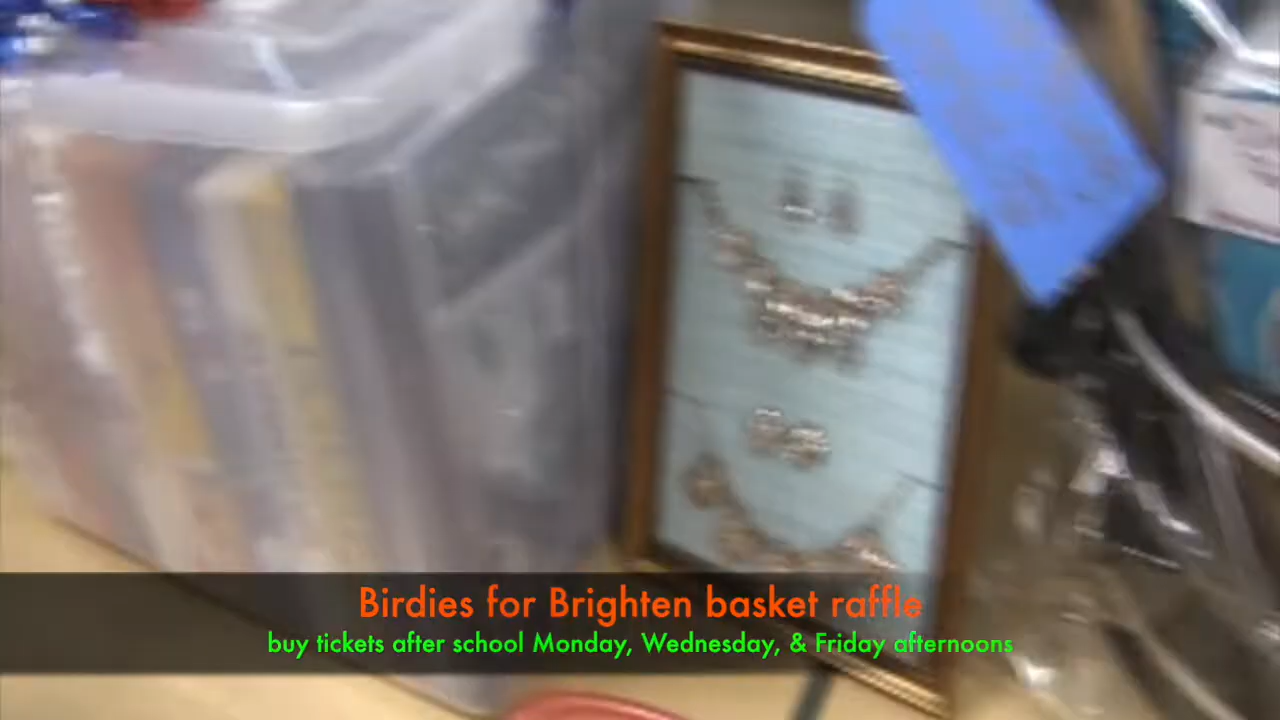 Birdies for Brighten basket raffle
buy tickets after school Monday, Wednesday, & Friday afternoons